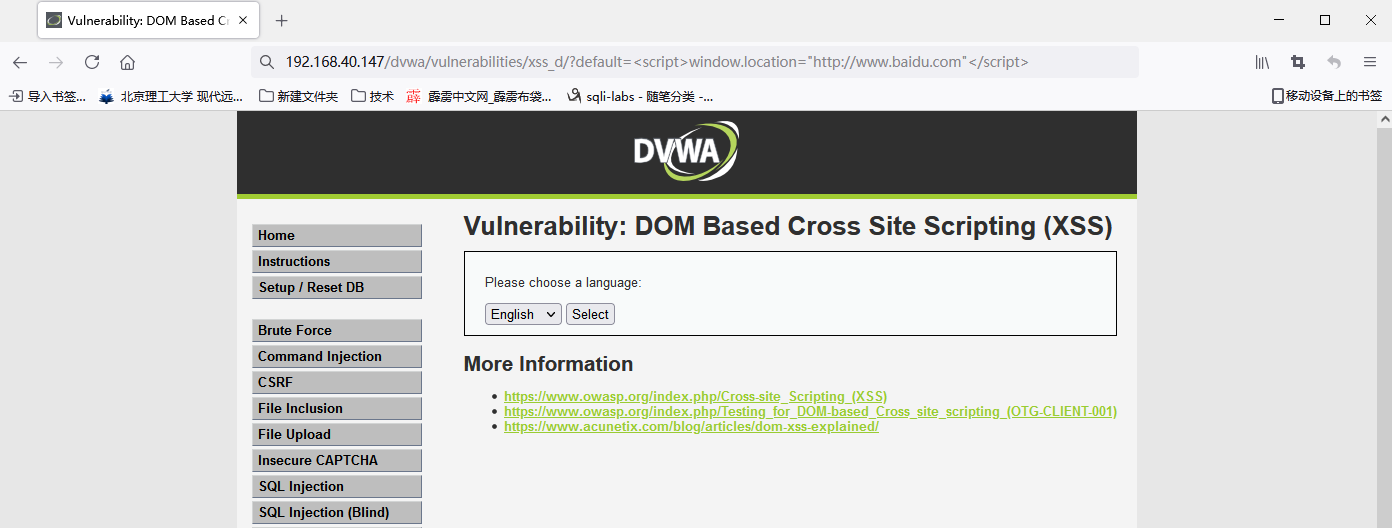 Vulnerability: DOM Based Cr
192.168.40.147/dvwa/vulnerabilities/xss_d/?default=<script>window.location="http://www.baidu.com"</script>
导入书签... 北京理工大学 现代远... 新建文件夹 技术 霹雳中文网_霹雳布袋... sqli-labs - 随笔分类 -... 移动设备上的书签
DVWA
Vulnerability: DOM Based Cross Site Scripting (XSS)
Home
Instructions
Setup / Reset DB
Brute Force
Command Injection
CSRF
File Inclusion
File Upload
Insecure CAPTCHA
SQL Injection
SQL Injection (Blind)
Please choose a language:
English Select
More Information
https://www.owasp.org/index.php/Cross-site_Scripting_(XSS)
https://www.owasp.org/index.php/Testing_for_DOM-based_Cross_site_scripting_(OTG-CLIENT-001)
https://www.acunetix.com/blog/articles/dom-xss-explained/